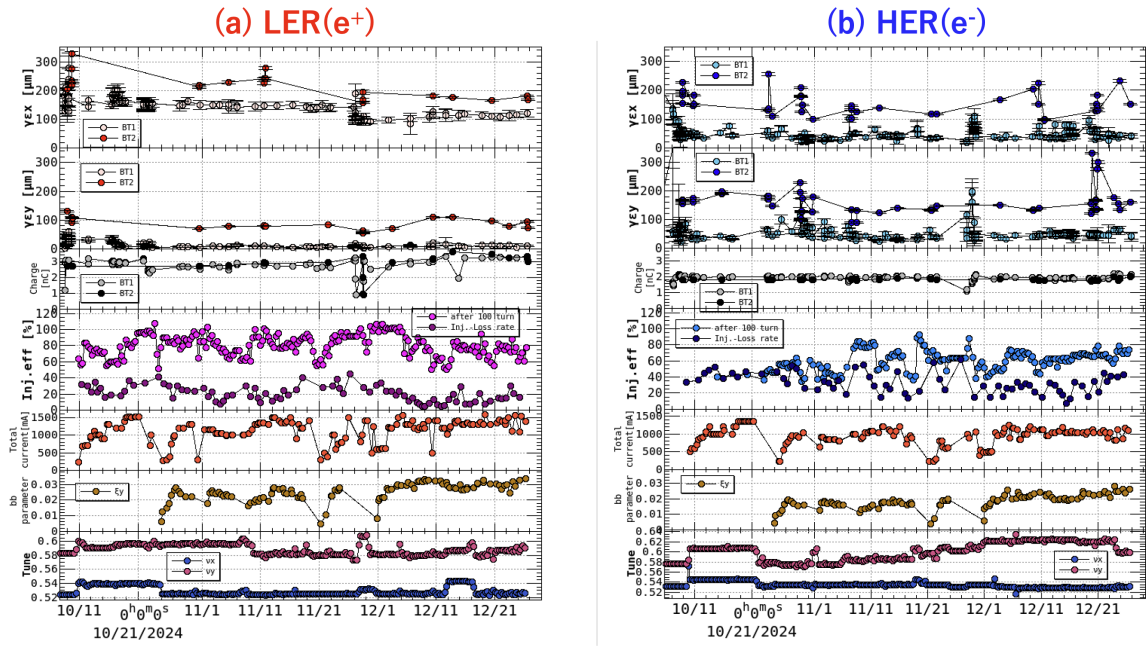 (a) LER(e+)
γεx [μm]
300
200
100
0
BT1
BT2
γεy [μm]
300
200
100
0
BT1
BT2
Charge [nC]
3
2
1
0
BT1
BT2
Inj.eff [%]
120
100
80
60
40
20
0
after 100 turn
Inj.-Loss rate
Total current[mA]
1500
1000
500
0
bb parameter
0.03
0.02
0.01
0
ξy
Tune
0.6
0.58
0.56
0.54
0.52
νx
νy
10/11
0h0m0s
11/1
11/11
11/21
12/1
12/11
12/21
10/21/2024
(b) HER(e-)
γεx [μm]
300
200
100
0
BT1
BT2
γεy [μm]
300
200
100
0
BT1
BT2
Charge [nC]
3
2
1
0
BT1
BT2
Inj.eff [%]
120
100
80
60
40
20
0
after 100 turn
Inj.-Loss rate
Total current[mA]
1500
1000
500
0
bb parameter
0.03
0.02
0.01
0
ξy
Tune
0.62
0.6
0.58
0.56
0.54
0.52
νx
νy
10/11
0h0m0s
11/1
11/11
11/21
12/1
12/11
12/21
10/21/2024